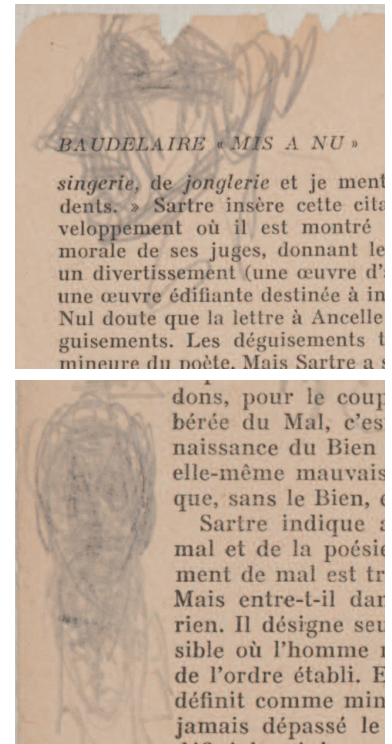 BAUDELAIRE « MIS A NU »
singerie, de jonglerie et je ment
dents. » Sartre insère cette cita
veloppement où il est montré
morale de ses juges, donnant le
un divertissement (une œuvre d'
une œuvre édifiante destinée à in
Nul doute que la lettre à Ancelle
guisements. Les déguisements t
mineure du poète. Mais Sartre a s
dons, pour le coup
bérée du Mal, c'es
naissance du Bien
elle-même mauvais
que, sans le Bien,
Sartre indique
mal et de la poésie
ment de mal est tr
Mais entre-t-il dan
rien. Il désigne seu
sible où l'homme
de l'ordre établi. E
définit comme min
jamais dépassé le